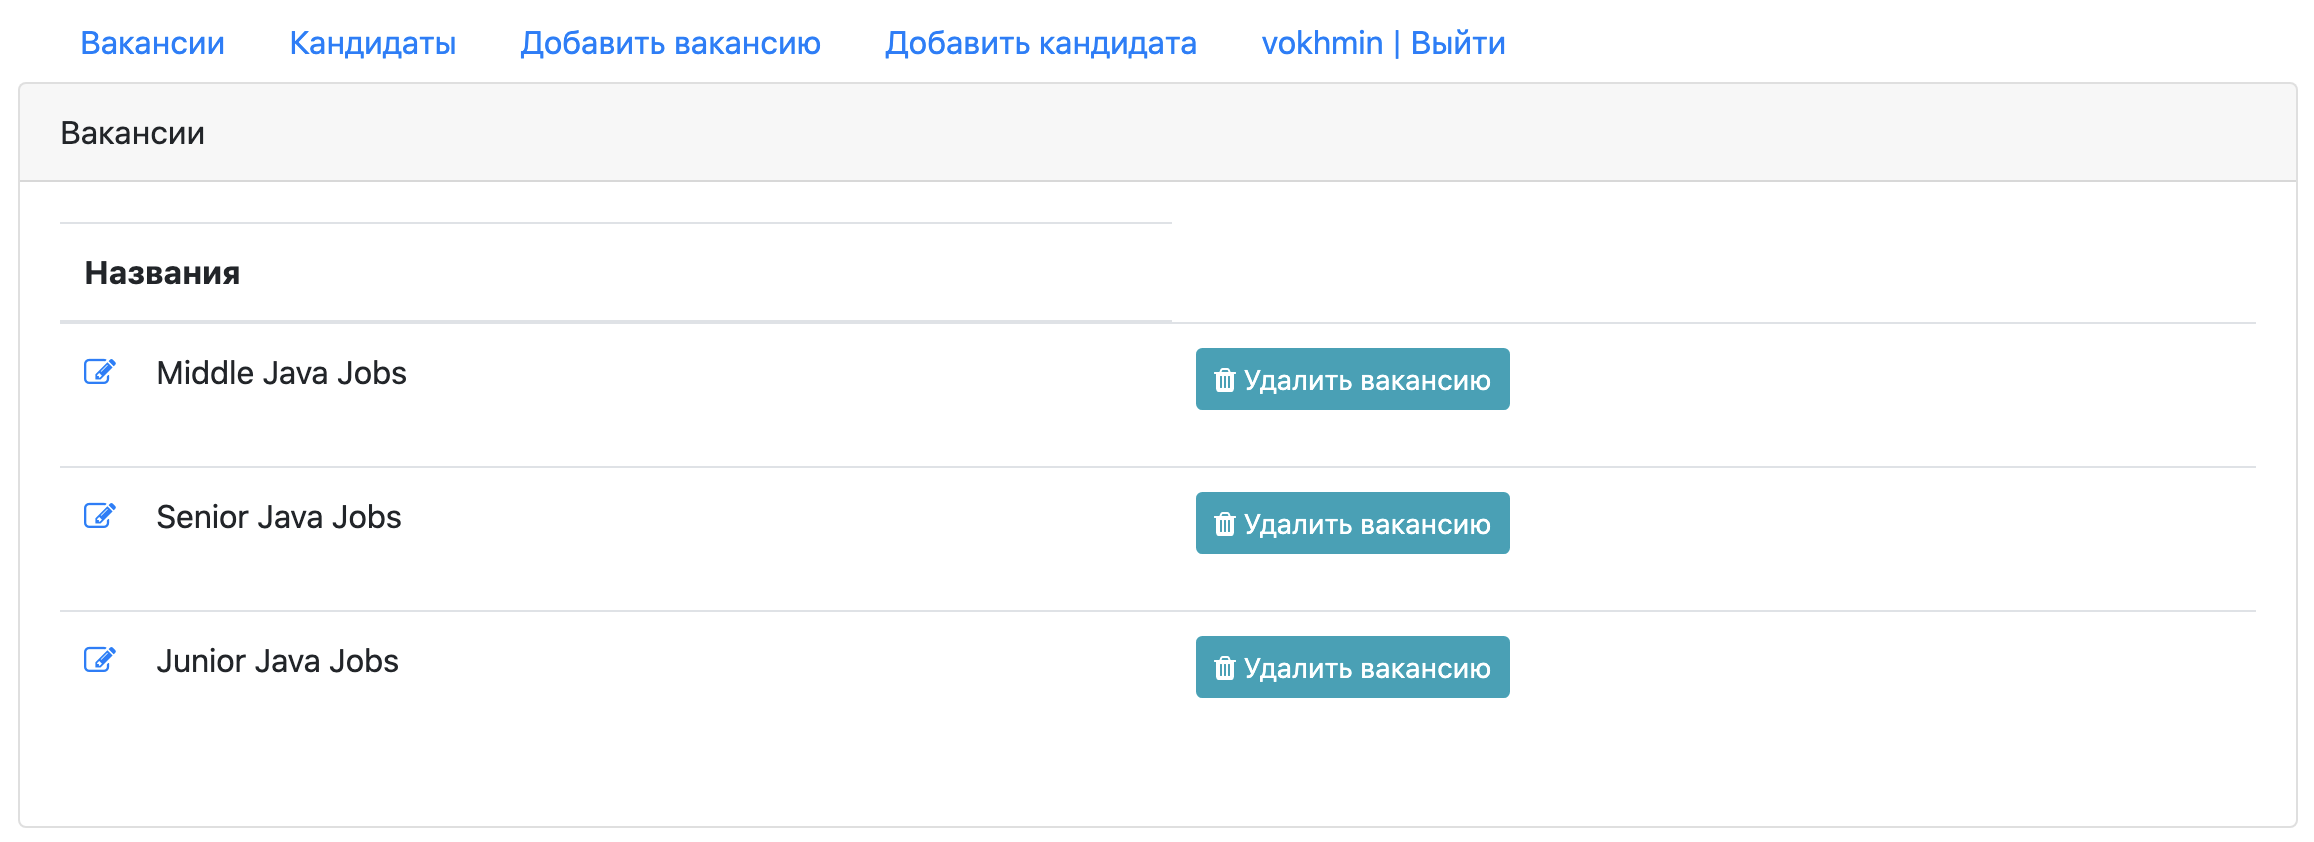 Вакансии Кандидаты Добавить вакансию Добавить кандидата vokhmin | Выйти
Вакансии
Названия
Middle Java Jobs Удалить вакансию
Senior Java Jobs Удалить вакансию
Junior Java Jobs Удалить вакансию